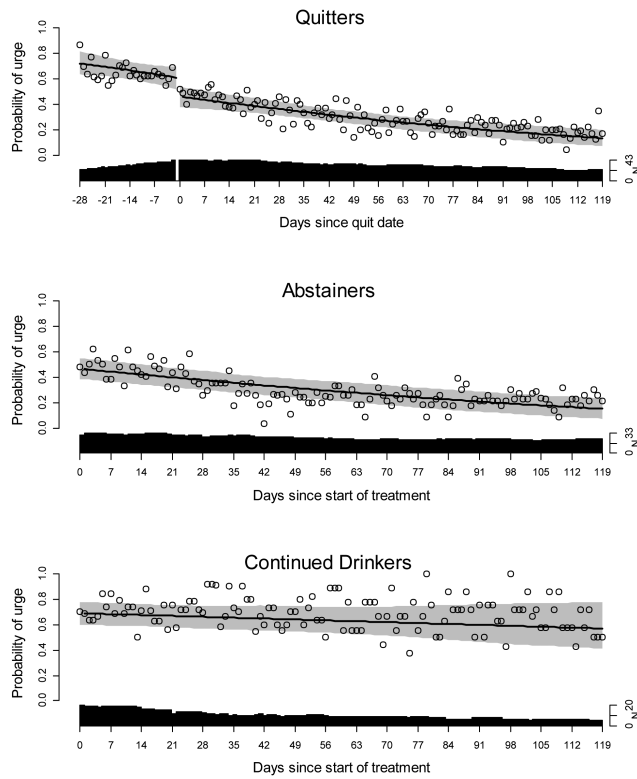 Quitters
Probability of urge
1.0
0.8
0.6
0.4
0.2
0.0
43
0
N
-28 -21 -14 -7 0 7 14 21 28 35 42 49 56 63 70 77 84 91 98 105 112 119
Days since quit date
Abstainers
Probability of urge
1.0
0.8
0.6
0.4
0.2
0.0
33
0
N
0 7 14 21 28 35 42 49 56 63 70 77 84 91 98 105 112 119
Days since start of treatment
Continued Drinkers
Probability of urge
1.0
0.8
0.6
0.4
0.2
0.0
20
0
N
0 7 14 21 28 35 42 49 56 63 70 77 84 91 98 105 112 119
Days since start of treatment